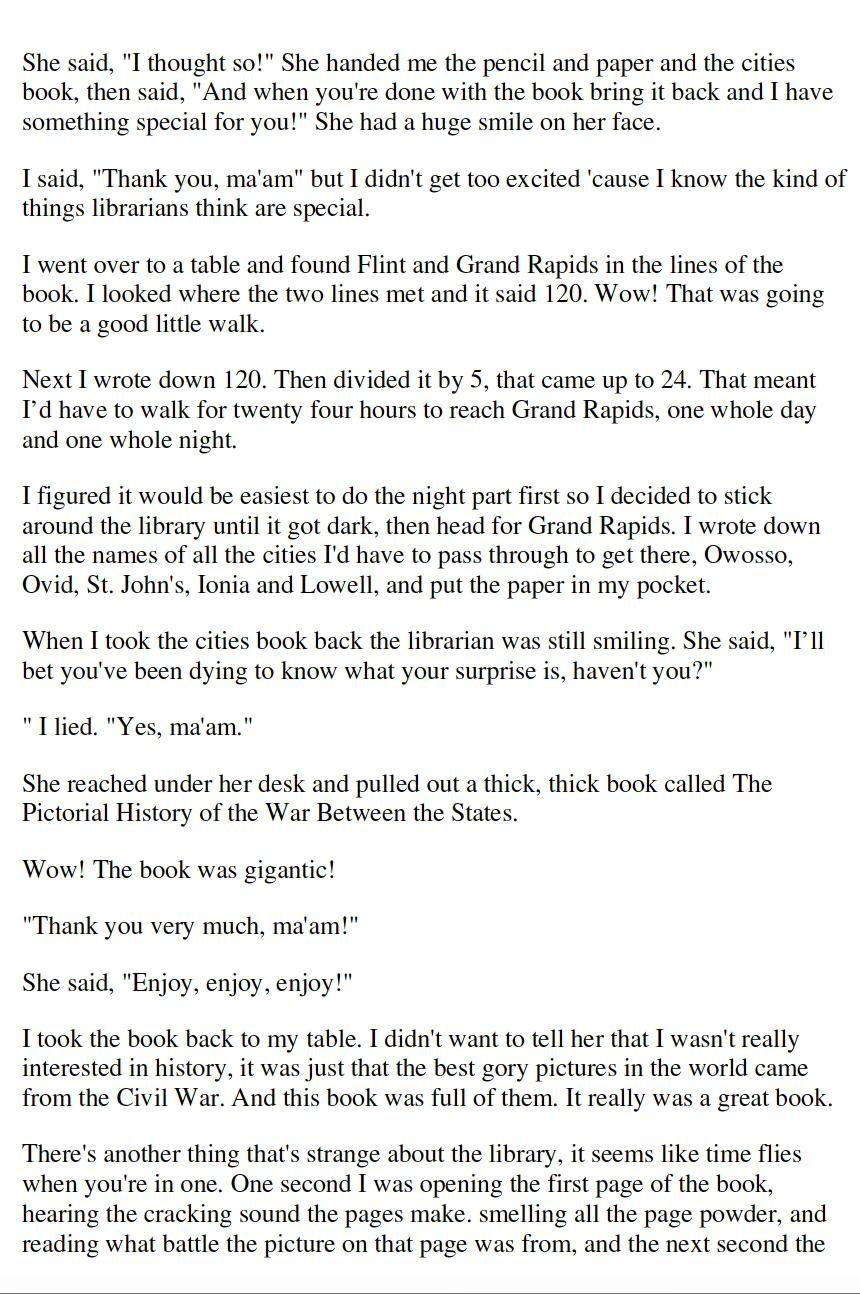 She said, "I thought so!" She handed me the pencil and paper and the cities
book, then said, "And when you're done with the book bring it back and I have
something special for you!" She had a huge smile on her face.
I said, "Thank you, ma'am" but I didn't get too excited 'cause I know the kind of
things librarians think are special.
I went over to a table and found Flint and Grand Rapids in the lines of the
book. I looked where the two lines met and it said 120. Wow! That was going
to be a good little walk.
Next I wrote down 120. Then divided it by 5, that came up to 24. That meant
I’d have to walk for twenty four hours to reach Grand Rapids, one whole day
and one whole night.
I figured it would be easiest to do the night part first so I decided to stick
around the library until it got dark, then head for Grand Rapids. I wrote down
all the names of all the cities I'd have to pass through to get there, Owosso,
Ovid, St. John's, Ionia and Lowell, and put the paper in my pocket.
When I took the cities book back the librarian was still smiling. She said, "I’ll
bet you've been dying to know what your surprise is, haven't you?"
" I lied. "Yes, ma'am."
She reached under her desk and pulled out a thick, thick book called The
Pictorial History of the War Between the States.
Wow! The book was gigantic!
"Thank you very much, ma'am!"
She said, "Enjoy, enjoy, enjoy!"
I took the book back to my table. I didn't want to tell her that I wasn't really
interested in history, it was just that the best gory pictures in the world came
from the Civil War. And this book was full of them. It really was a great book.
There's another thing that's strange about the library, it seems like time flies
when you're in one. One second I was opening the first page of the book,
hearing the cracking sound the pages make. smelling all the page powder, and
reading what battle the picture on that page was from, and the next second the